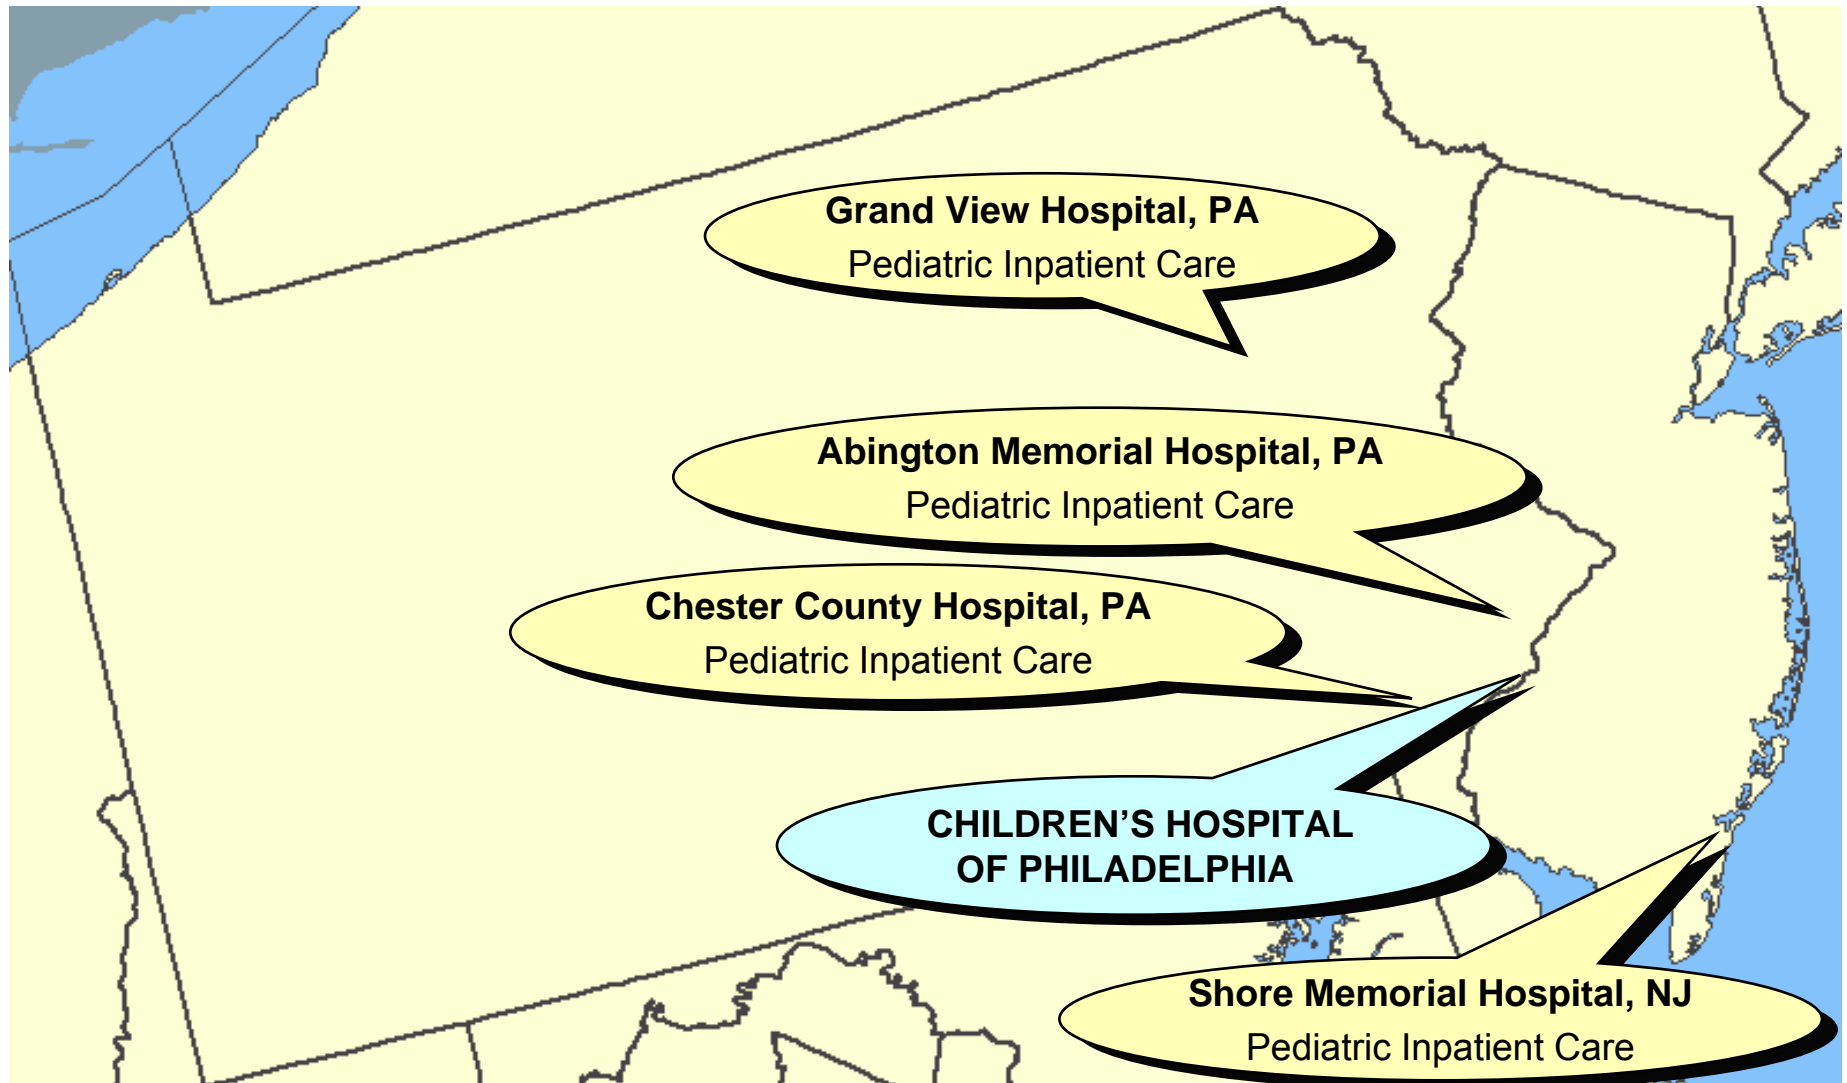 Grand View Hospital, PA
Pediatric Inpatient Care
Abington Memorial Hospital, PA
Pediatric Inpatient Care
Chester County Hospital, PA
Pediatric Inpatient Care
CHILDREN’S HOSPITAL
OF PHILADELPHIA
Shore Memorial Hospital, NJ
Pediatric Inpatient Care